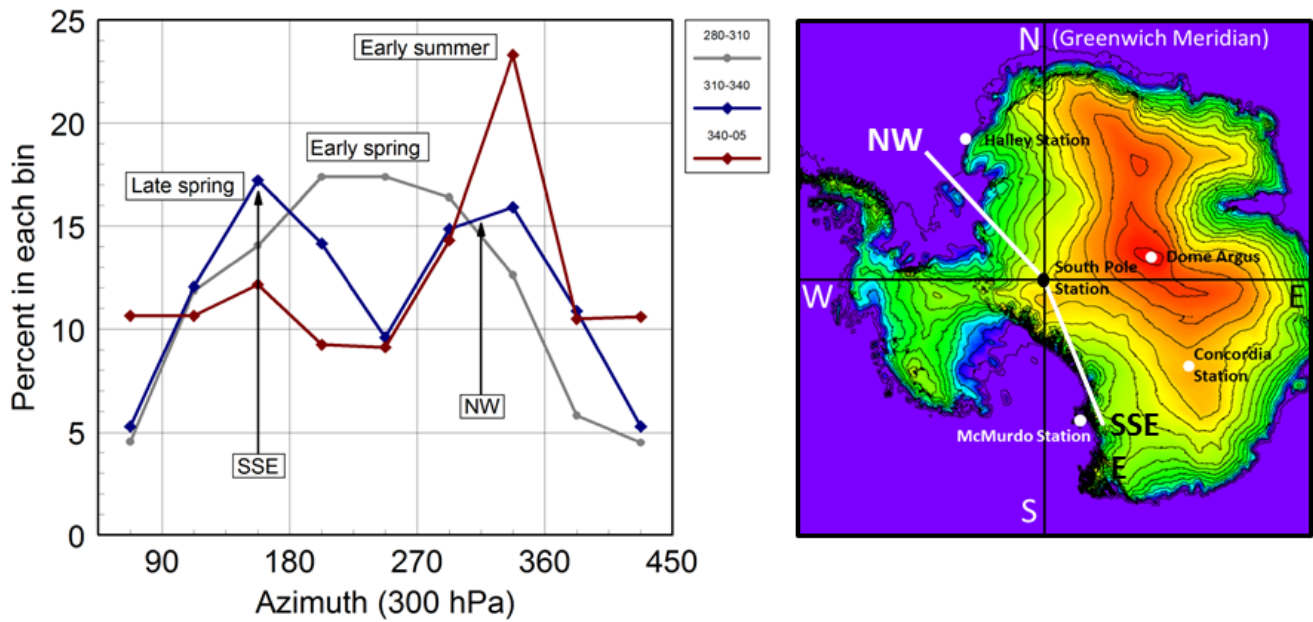 25
20
15
10
5
0
Percent in each bin
90
180
270
360
450
Azimuth (300 hPa)
Early summer
Early spring
Late spring
SSE
NW
280-310
310-340
340-05
N
(Greenwich Meridian)
NW
Halley Station
Dome Argus
South Pole
Station
W
E
Concordia
Station
McMurdo Station
SSE
E
S